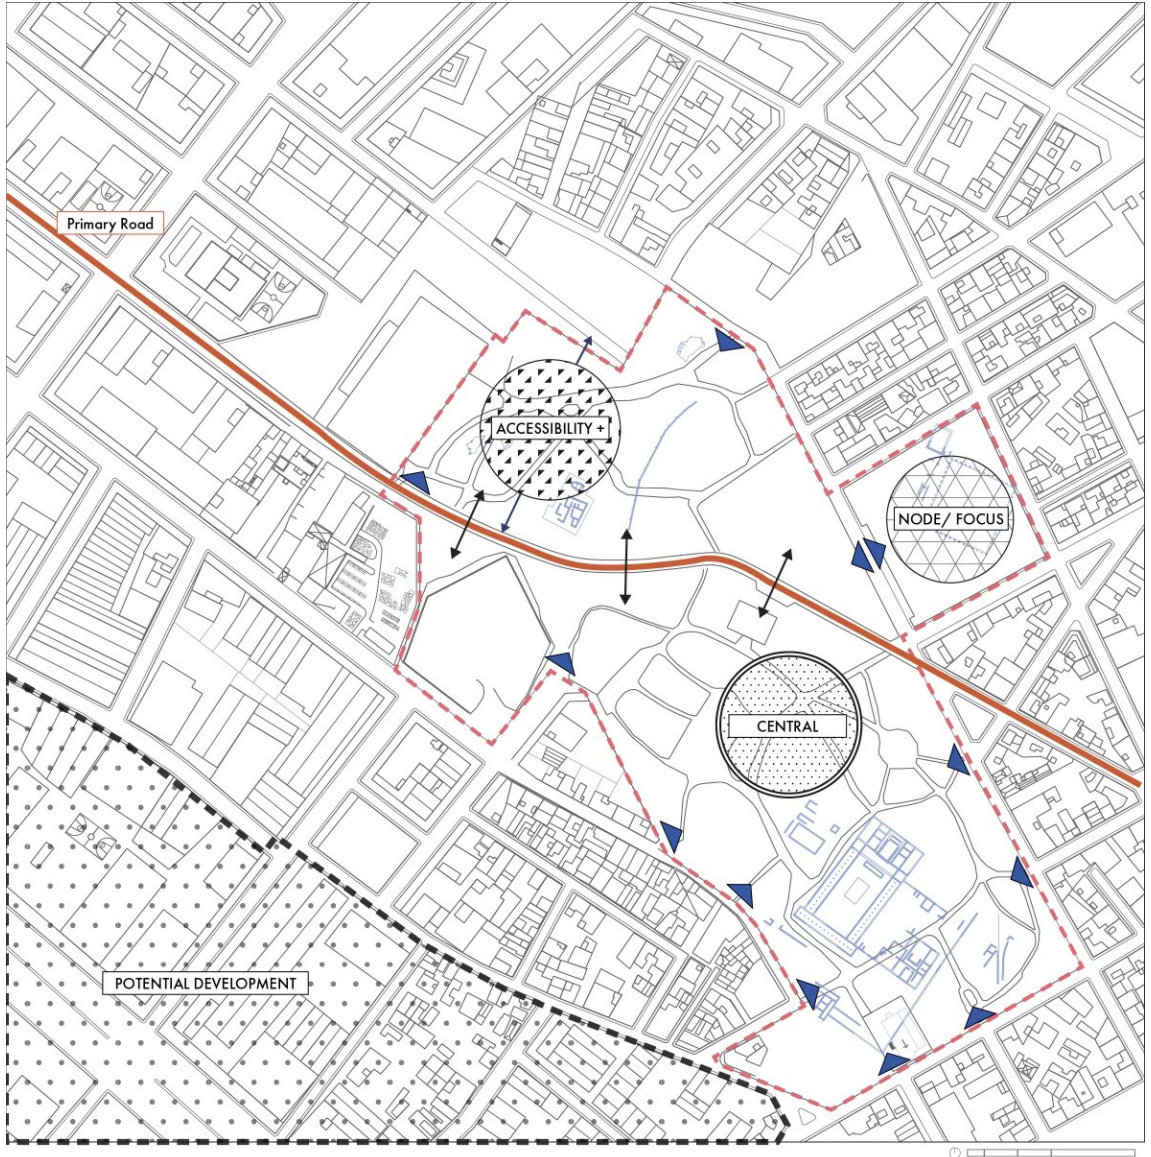 Primary Road
ACCESSIBILITY +
NODE/ FOCUS
CENTRAL
POTENTIAL DEVELOPMENT